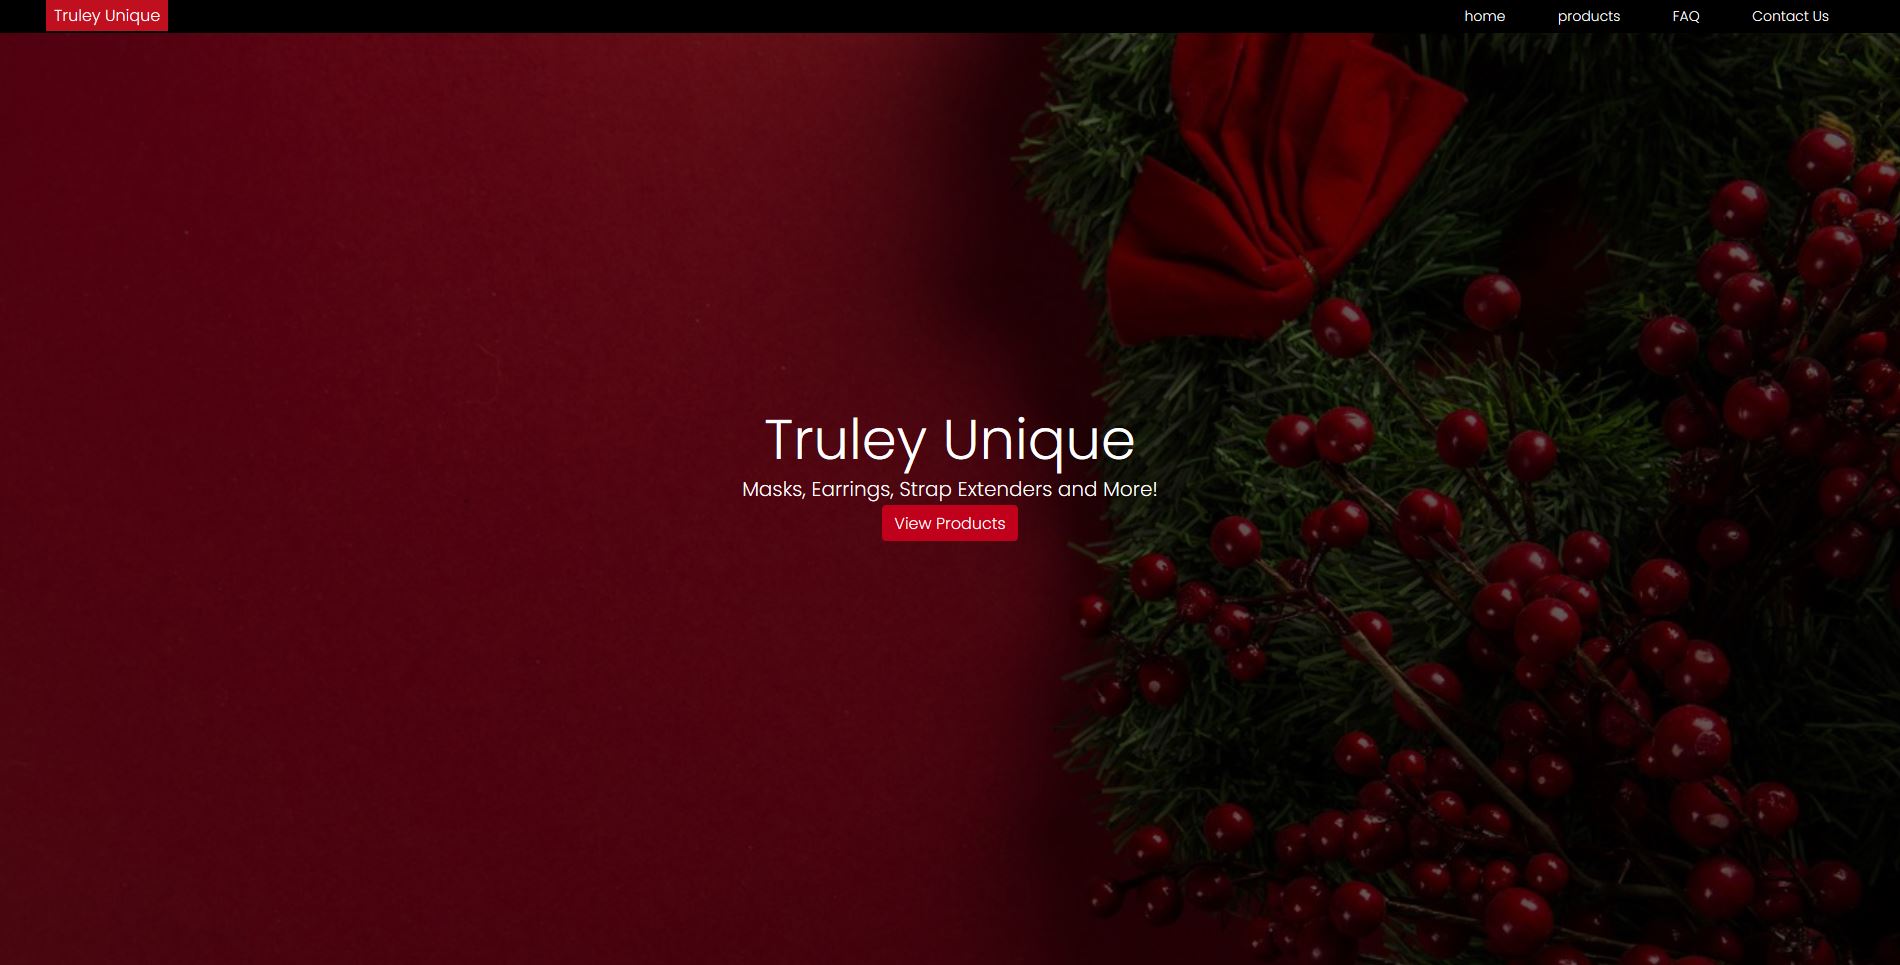 Truley Unique
home products FAQ Contact Us
Truley Unique
Masks, Earrings, Strap Extenders and More!
View Products